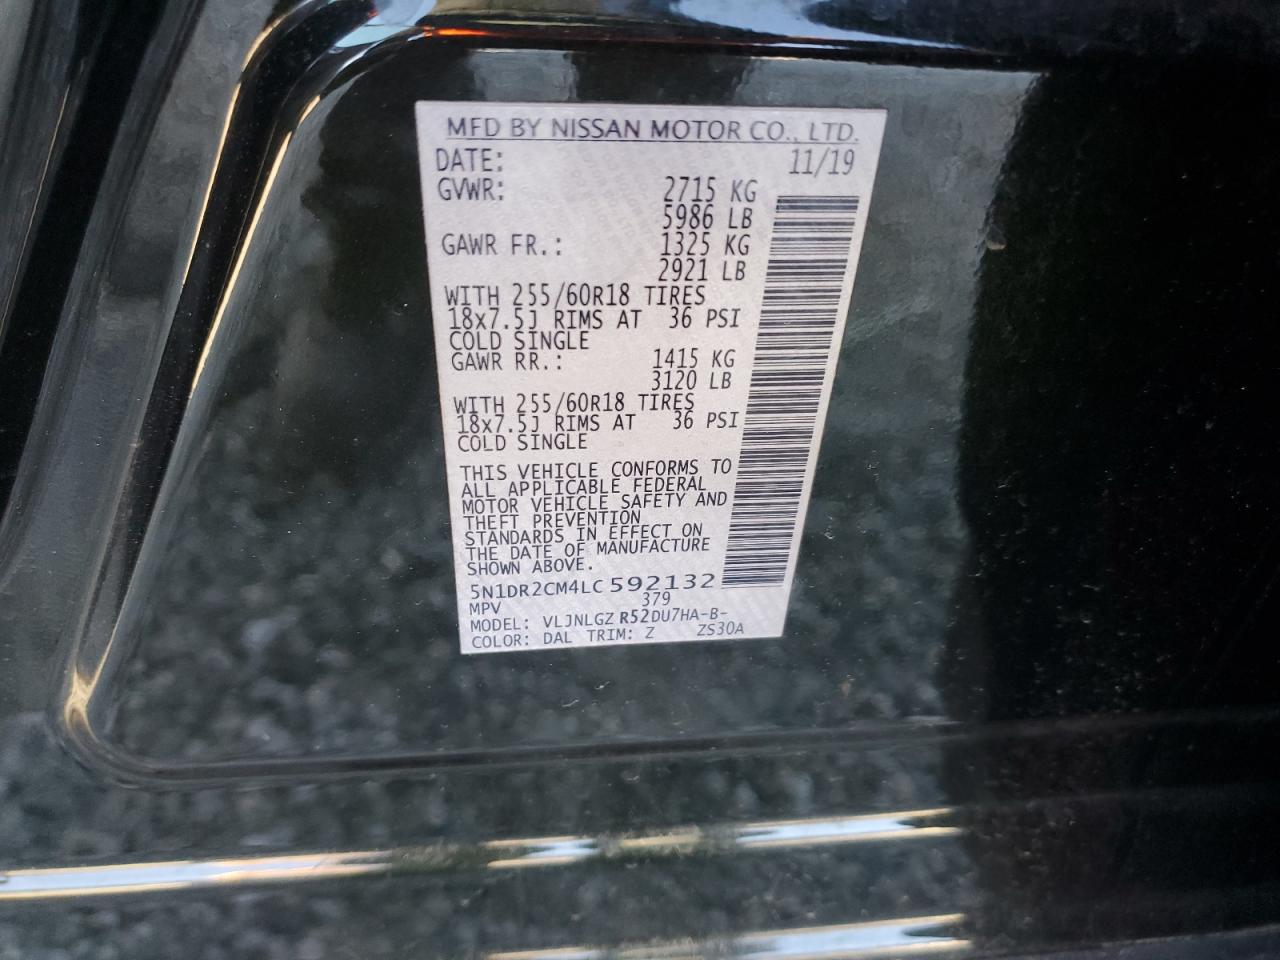 MFD BY NISSAN MOTOR CO., LTD.
DATE: 11/19
GVWR: 2715 KG
5986 LB
GAWR FR.: 1325 KG
2921 LB
WITH 255/60R18 TIRES
18x7.5J RIMS AT 36 PSI
COLD SINGLE
GAWR RR.: 1415 KG
3120 LB
WITH 255/60R18 TIRES
18x7.5J RIMS AT 36 PSI
COLD SINGLE
THIS VEHICLE CONFORMS TO
ALL APPLICABLE FEDERAL
MOTOR VEHICLE SAFETY AND
THEFT PREVENTION
STANDARDS IN EFFECT ON
THE DATE OF MANUFACTURE
SHOWN ABOVE.
5N1DR2CM4LC592132
MPV 379
MODEL: VLJNLGZ R52DU7HA-B-
COLOR: DAL TRIM: Z ZS30A